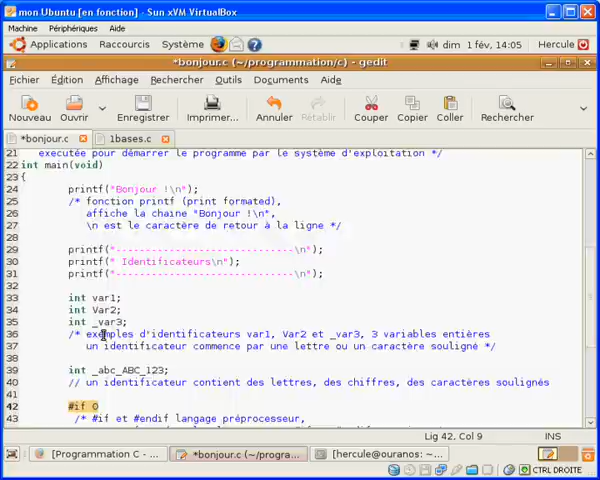 mon Ubuntu [en fonction] - Sun xVM VirtualBox
Machine Périphériques Aide
Applications Raccourcis Système dim 1 fév, 14:05 Hercule
*bonjour.c (~/programmation/c) - gedit
Fichier Édition Affichage Rechercher Outils Documents Aide
Nouveau Ouvrir Enregistrer Imprimer... Annuler Rétablir Couper Copier Coller Rechercher
*bonjour.c 1bases.c
21 executée pour démarrer le programme par le système d'exploitation */
22 int main(void)
23 {
24 printf("Bonjour !\n");
25 /* fonction printf (print formated),
26 affiche la chaine "Bonjour !\n",
27 \n est le caractère de retour à la ligne */
28
29 printf("------------------------------\n");
30 printf(" Identificateurs\n");
31 printf("------------------------------\n");
32
33 int var1;
34 int Var2;
35 int _var3;
36 /* exemples d'identificateurs var1, Var2 et _var3, 3 variables entières
37 un identificateur commence par une lettre ou un caractère souligné */
38
39 int _abc_ABC_123;
40 // un identificateur contient des lettres, des chiffres, des caractères soulignés
41
42 #if 0
43 /* #if et #endif langage préprocesseur,
Lig 42, Col 9 INS
Programmation C - ... *bonjour.c (~/progra... [hercule@ouranos: ~...
CTRL DROITE